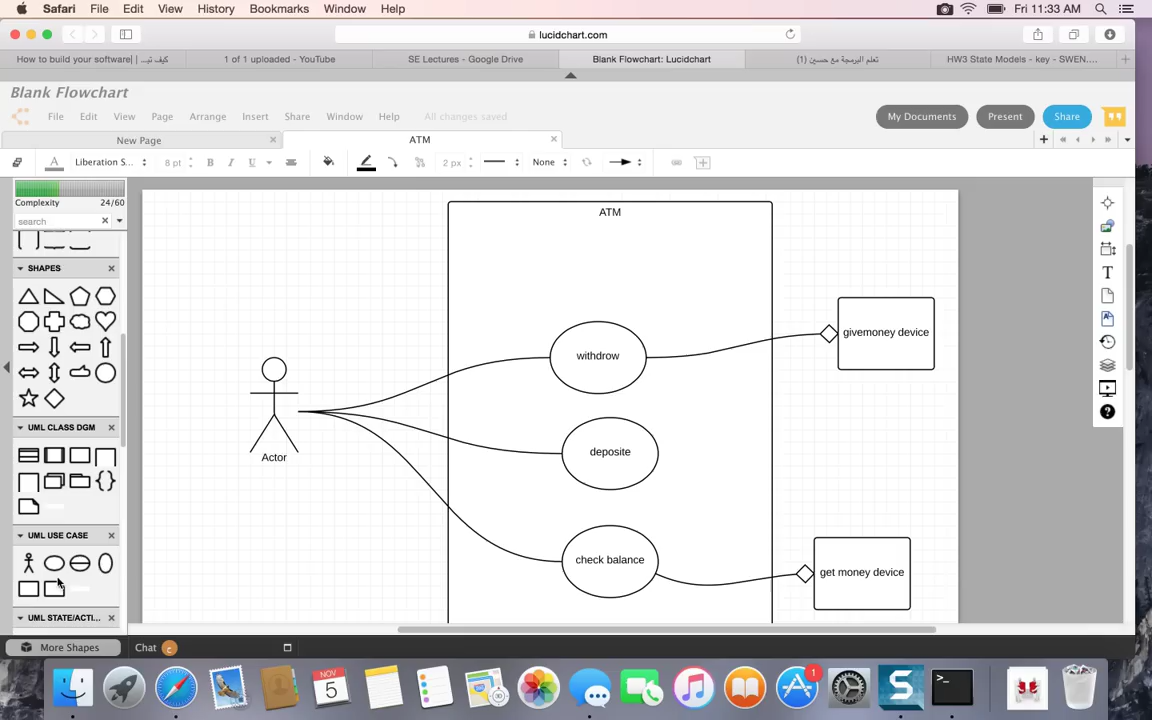 Safari File Edit View History Bookmarks Window Help Fri 11:33 AM
lucidchart.com
How to build your software| كيف تبـ... 1 of 1 uploaded - YouTube SE Lectures - Google Drive Blank Flowchart: Lucidchart تعلم البرمجة مع حسين (1) HW3 State Models - key - SWEN....
Blank Flowchart
File Edit View Page Arrange Insert Share Window Help All changes saved My Documents Present Share
New Page ATM
Liberation S... 8 pt B I U 2 px None
Complexity 24/60
search
ATM
SHAPES
givemoney device
withdrow
UML CLASS DGM
deposite
Actor
UML USE CASE
check balance
get money device
UML STATE/ACTI...
More Shapes Chat
NOV
5
1